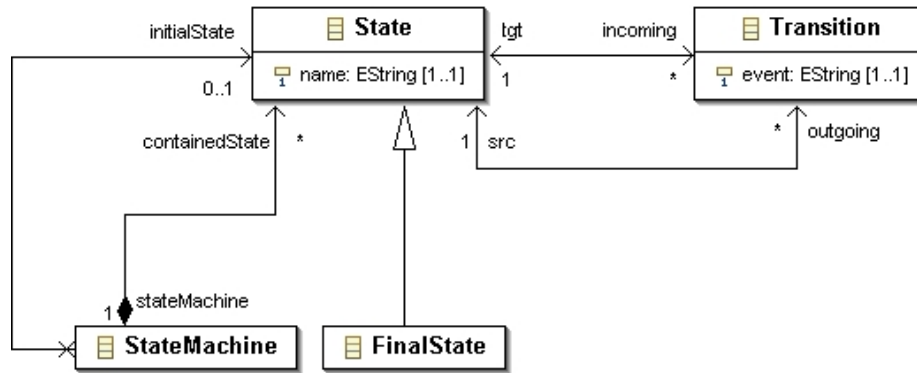 initialState
State
tgt
incoming
Transition
name: EString [1..1]
event: EString [1..1]
0..1
1
*
containedState
*
1
src
*
outgoing
1
stateMachine
StateMachine
FinalState